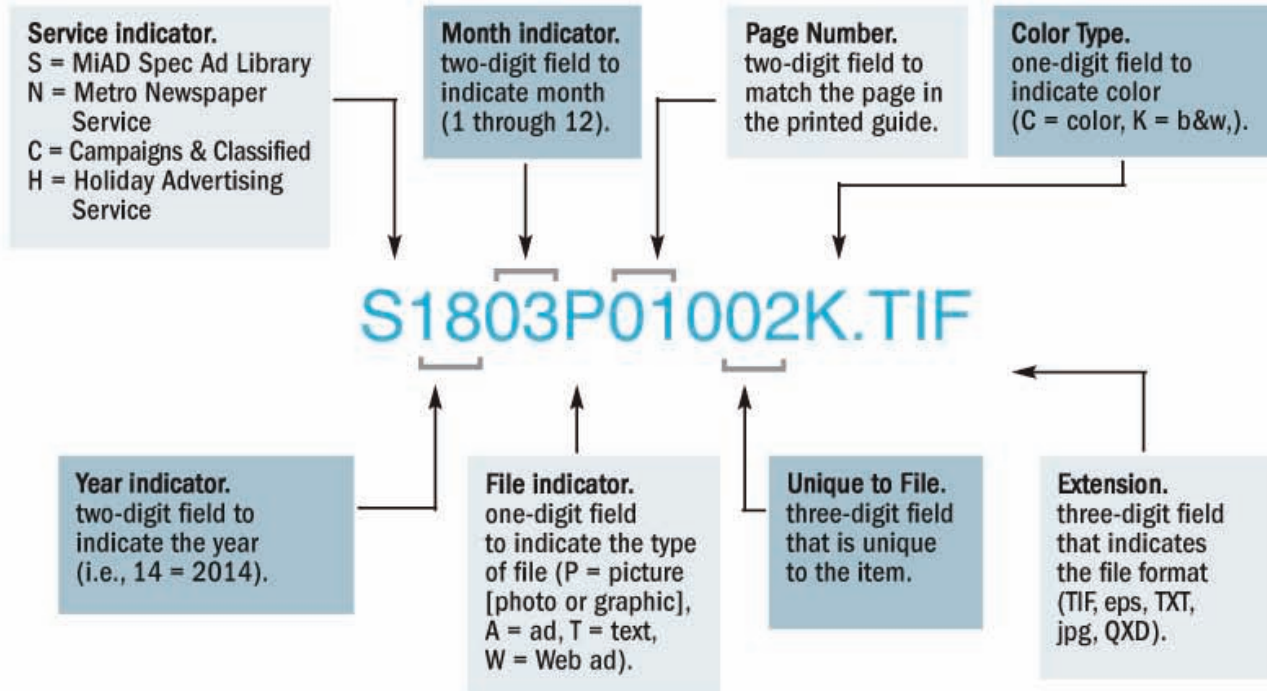 Service indicator.
S = MiAD Spec Ad Library
N = Metro Newspaper
Service
C = Campaigns & Classified
H = Holiday Advertising
Service
Month indicator.
two-digit field to
indicate month
(1 through 12).
Page Number.
two-digit field to
match the page in
the printed guide.
Color Type.
one-digit field to
indicate color
(C = color, K = b&w,).
S1803P01002K.TIF
Year indicator.
two-digit field to
indicate the year
(i.e., 14 = 2014).
File indicator.
one-digit field
to indicate the type
of file (P = picture
[photo or graphic],
A = ad, T = text,
W = Web ad).
Unique to File.
three-digit field
that is unique
to the item.
Extension.
three-digit field
that indicates
the file format
(TIF, eps, TXT,
jpg, QXD).